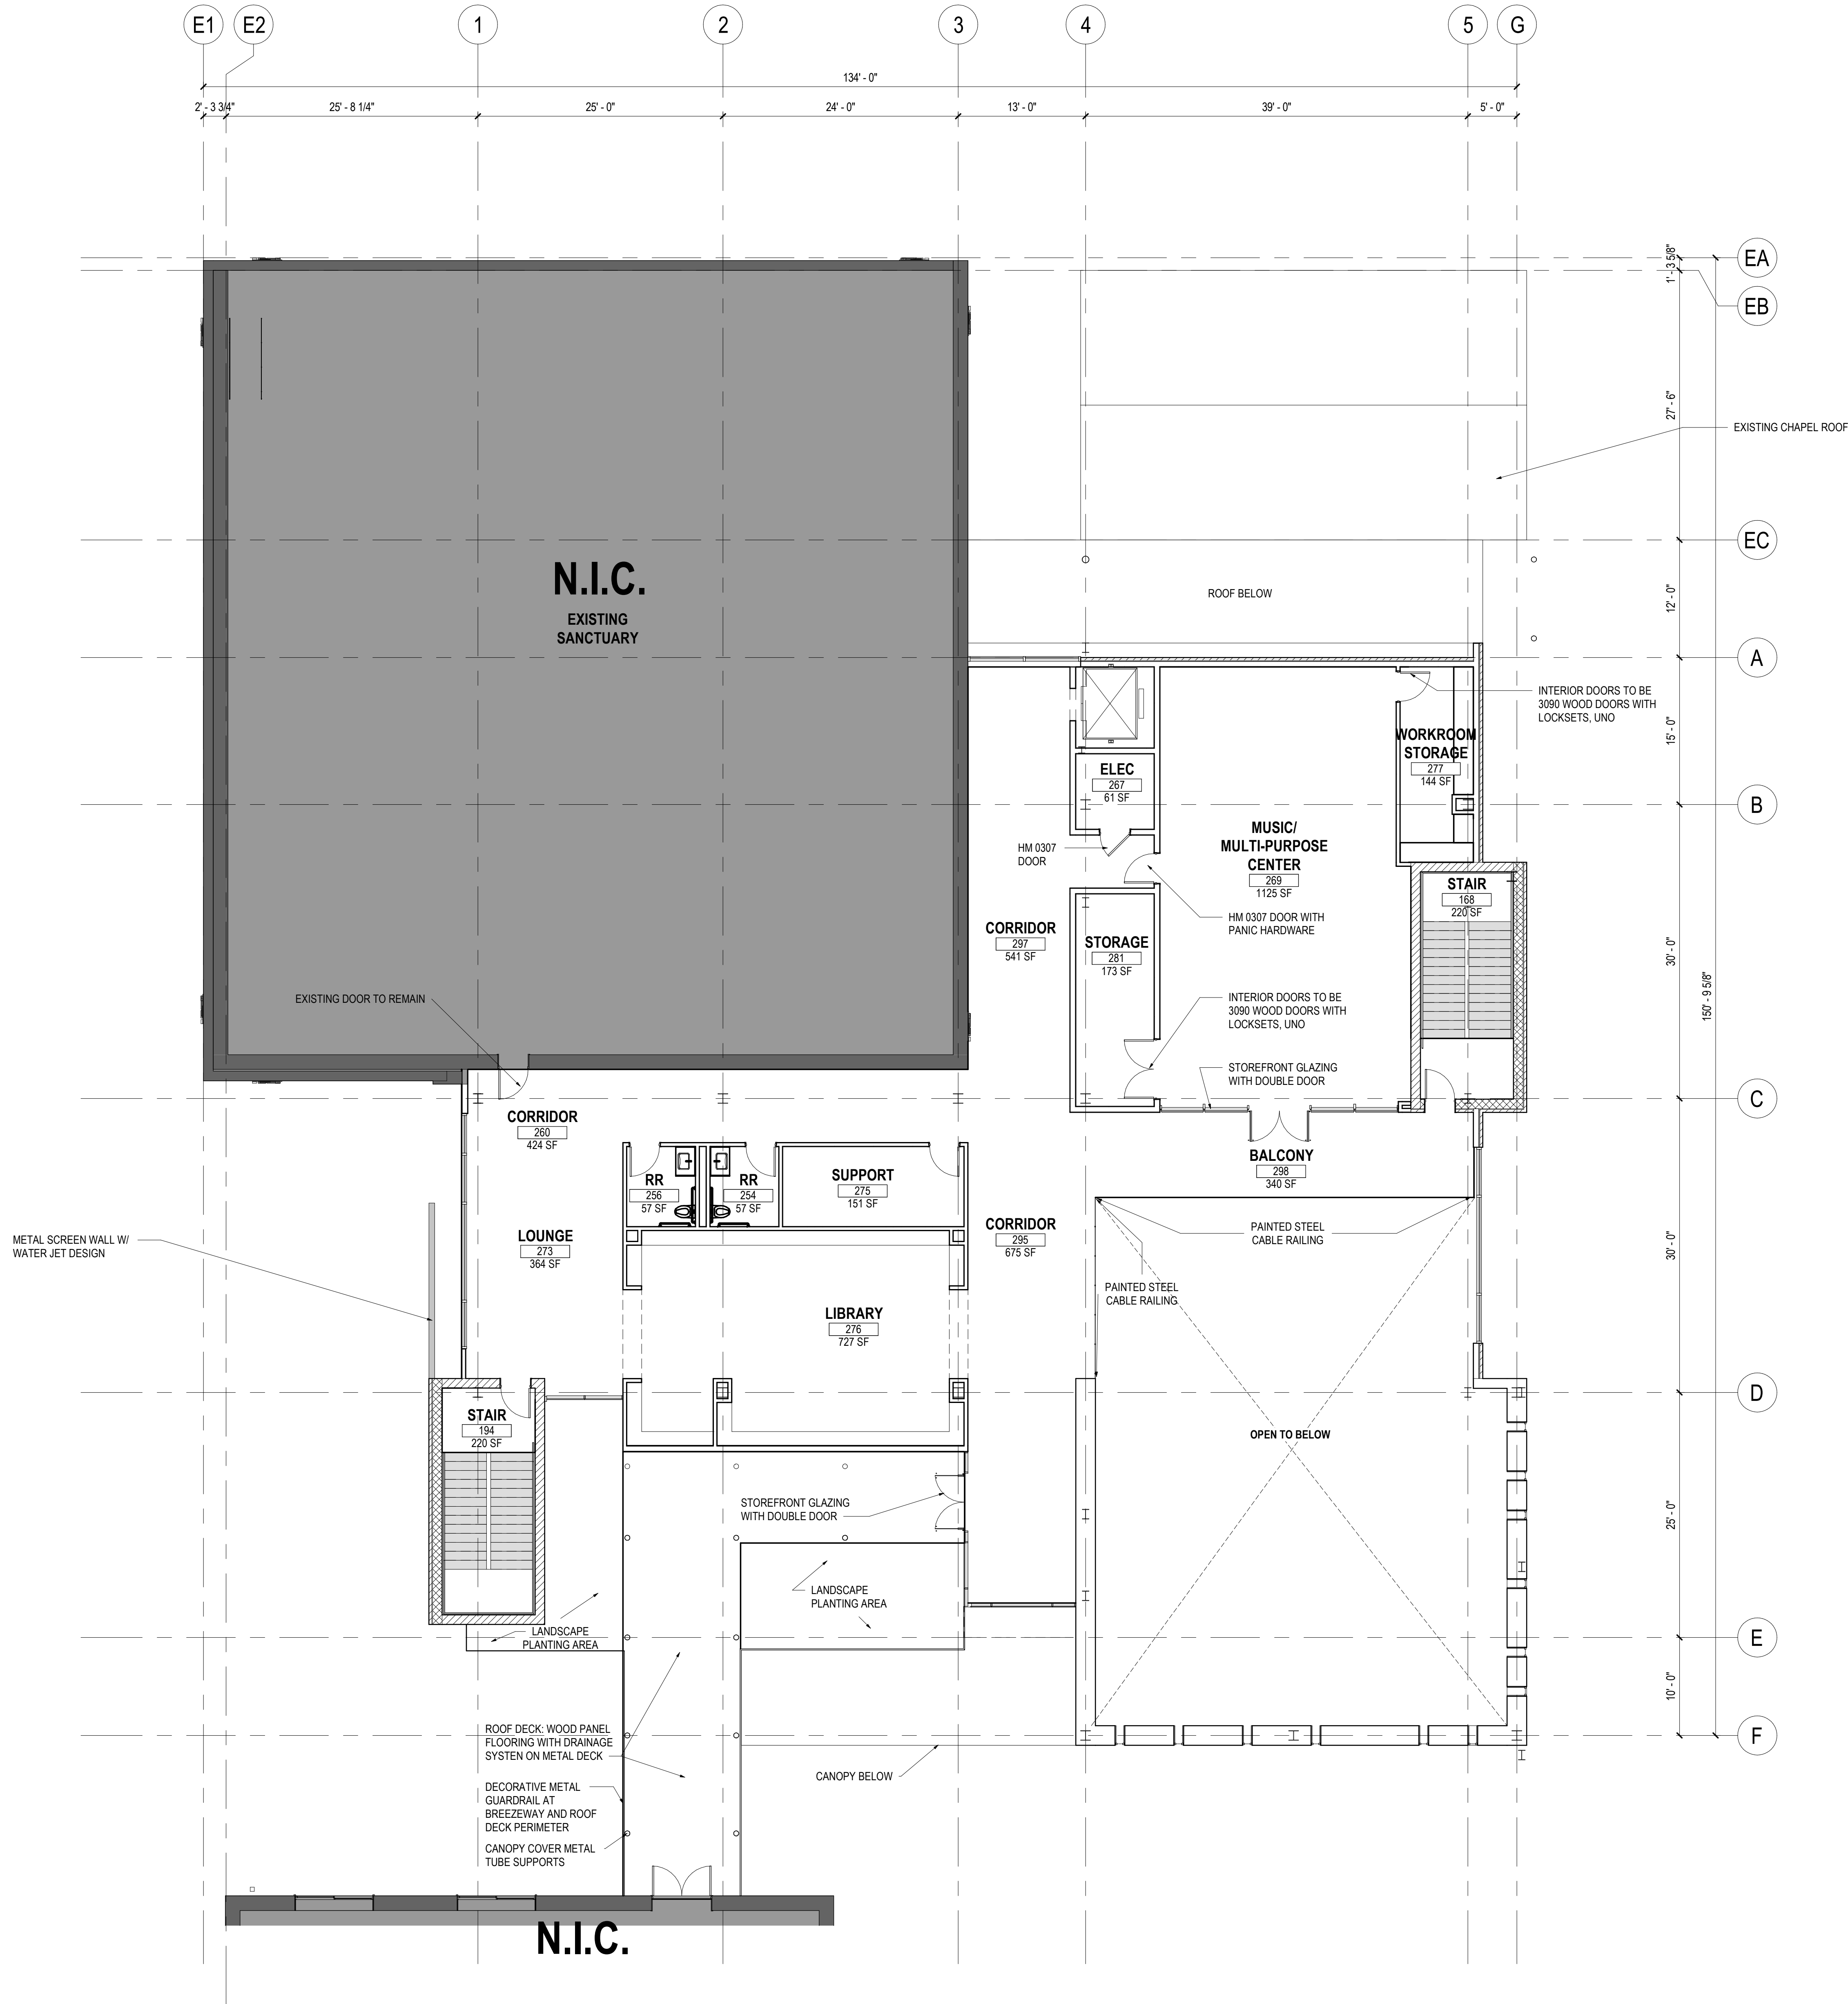 E1
E2
1
2
3
4
5
G
134' - 0"
2' - 3 3/4"
25' - 8 1/4"
25' - 0"
24' - 0"
13' - 0"
39' - 0"
5' - 0"
EA
1' - 3 5/8"
EB
27' - 6"
EXISTING CHAPEL ROOF
EC
12' - 0"
ROOF BELOW
N.I.C.
EXISTING
SANCTUARY
A
INTERIOR DOORS TO BE
3090 WOOD DOORS WITH
LOCKSETS, UNO
15' - 0"
WORKROOM
STORAGE
277
144 SF
ELEC
267
61 SF
B
MUSIC/
MULTI-PURPOSE
CENTER
269
1125 SF
HM 0307
DOOR
STAIR
168
220 SF
HM 0307 DOOR WITH
PANIC HARDWARE
CORRIDOR
297
541 SF
STORAGE
281
173 SF
30' - 0"
150' - 9 5/8"
EXISTING DOOR TO REMAIN
INTERIOR DOORS TO BE
3090 WOOD DOORS WITH
LOCKSETS, UNO
STOREFRONT GLAZING
WITH DOUBLE DOOR
C
CORRIDOR
260
424 SF
BALCONY
298
340 SF
RR
256
57 SF
RR
254
57 SF
SUPPORT
275
151 SF
METAL SCREEN WALL W/
WATER JET DESIGN
LOUNGE
273
364 SF
CORRIDOR
295
675 SF
PAINTED STEEL
CABLE RAILING
30' - 0"
PAINTED STEEL
CABLE RAILING
LIBRARY
276
727 SF
D
STAIR
194
220 SF
OPEN TO BELOW
STOREFRONT GLAZING
WITH DOUBLE DOOR
25' - 0"
LANDSCAPE
PLANTING AREA
LANDSCAPE
PLANTING AREA
E
10' - 0"
ROOF DECK: WOOD PANEL
FLOORING WITH DRAINAGE
SYSTEN ON METAL DECK
F
CANOPY BELOW
DECORATIVE METAL
GUARDRAIL AT
BREEZEWAY AND ROOF
DECK PERIMETER
CANOPY COVER METAL
TUBE SUPPORTS
N.I.C.